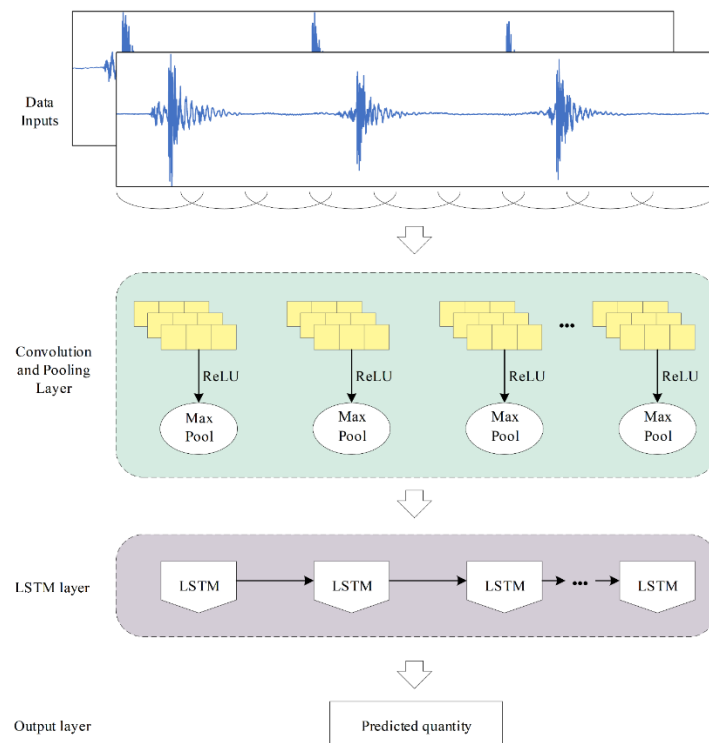 Data
Inputs
Convolution
and Pooling
Layer
ReLU
ReLU
ReLU
ReLU
Max
Pool
Max
Pool
Max
Pool
Max
Pool
LSTM layer
LSTM
LSTM
LSTM
LSTM
Output layer
Predicted quantity